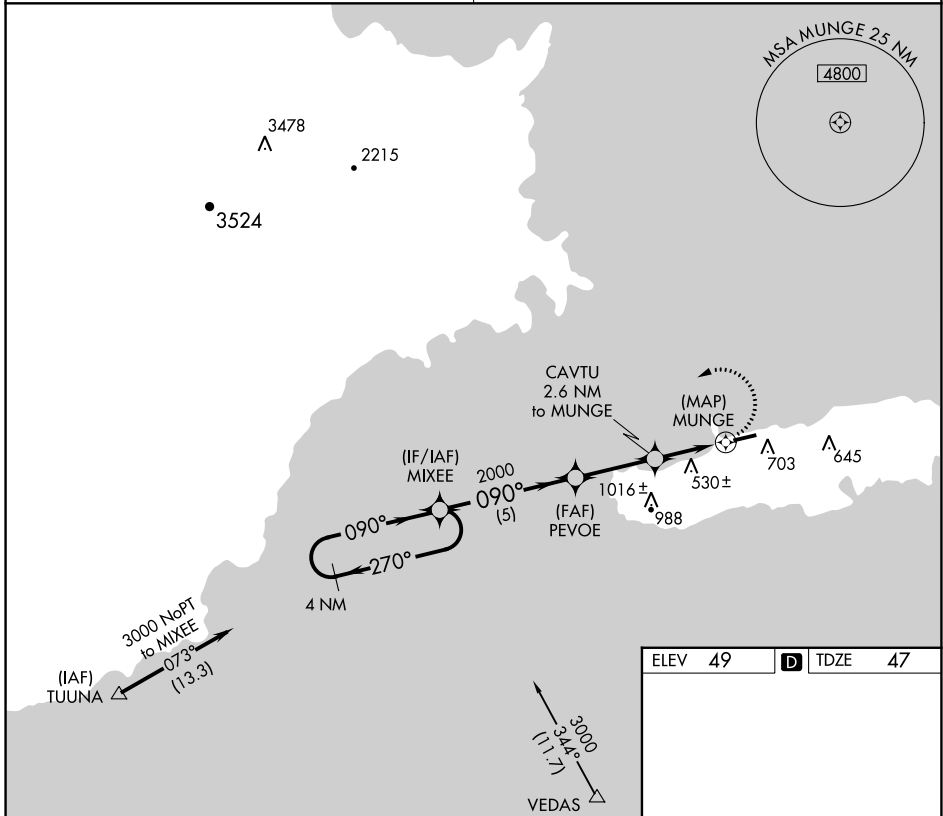 MSA MUNGE 25 NM
4800
3478
2215
3524
CAVTU
2.6 NM
to MUNGE
(MAP)
MUNGE
(IF/IAF)
MIXEE
2000
090°
(5)
(FAF)
PEVOE
1016±
988
530±
703
645
090°
270°
4 NM
3000 NoPT
to MIXEE
073°
(13.3)
(IAF)
TUUNA
3000
344°
(11.7)
VEDAS
ELEV 49 D TDZE 47